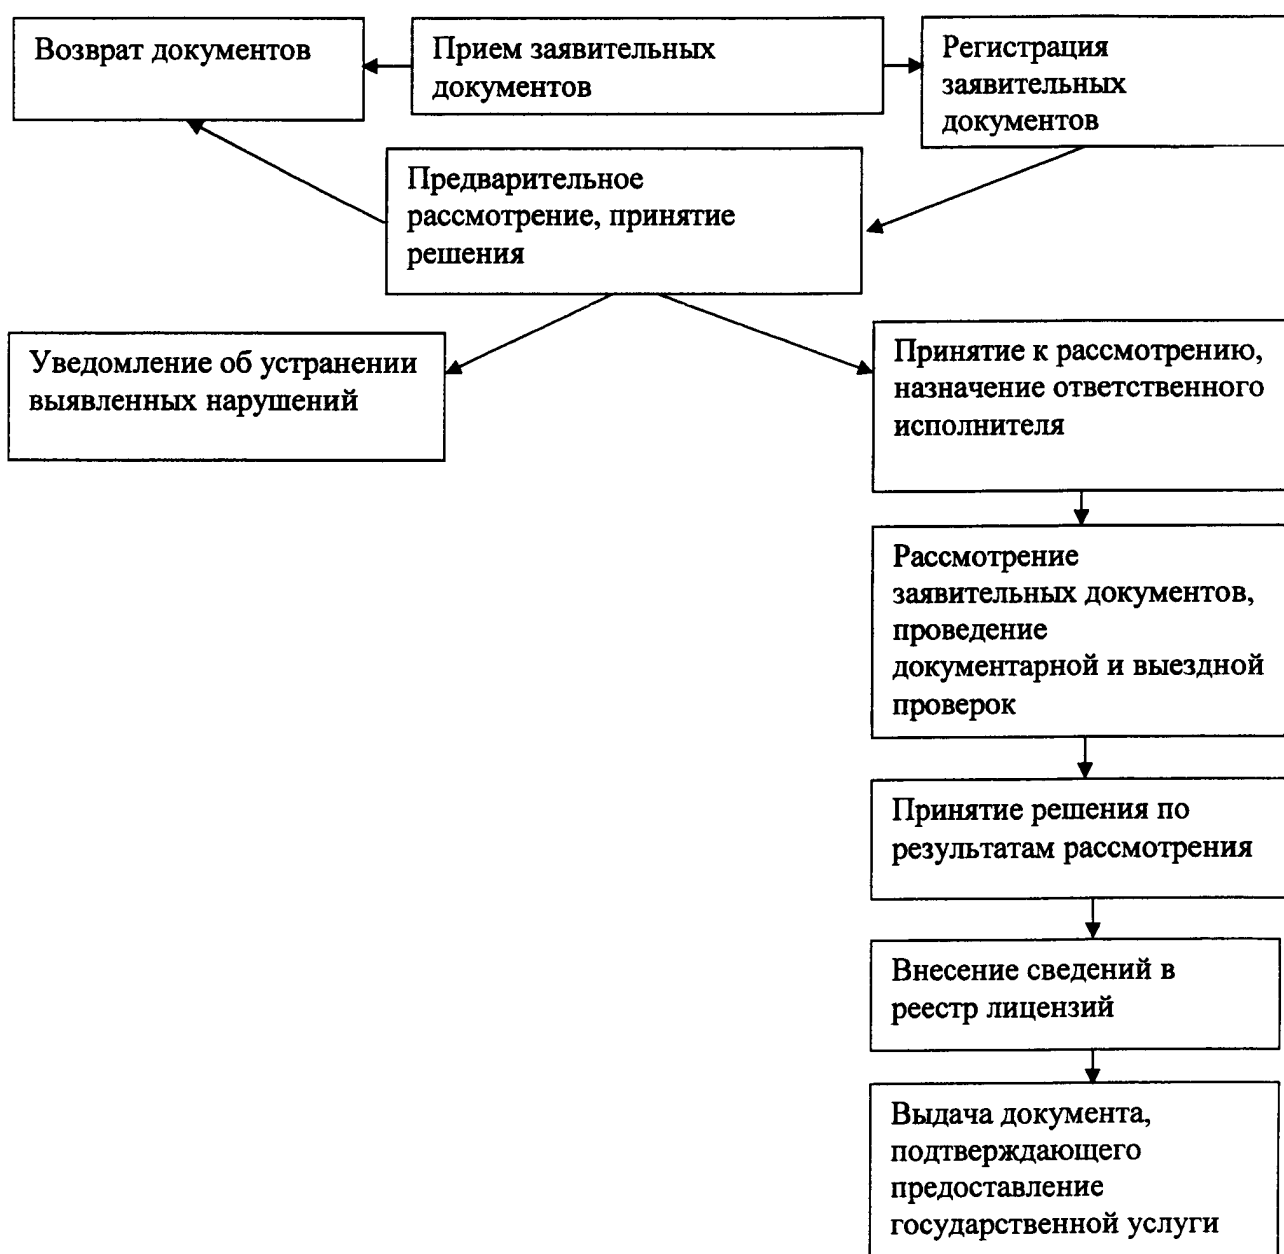 Возврат документов
Прием заявительных
документов
Регистрация
заявительных
документов
Предварительное
рассмотрение, принятие
решения
Уведомление об устранении
выявленных нарушений
Принятие к рассмотрению,
назначение ответственного
исполнителя
Рассмотрение
заявительных документов,
проведение
документарной и выездной
проверок
Принятие решения по
результатам рассмотрения
Внесение сведений в
реестр лицензий
Выдача документа,
подтверждающего
предоставление
государственной услуги